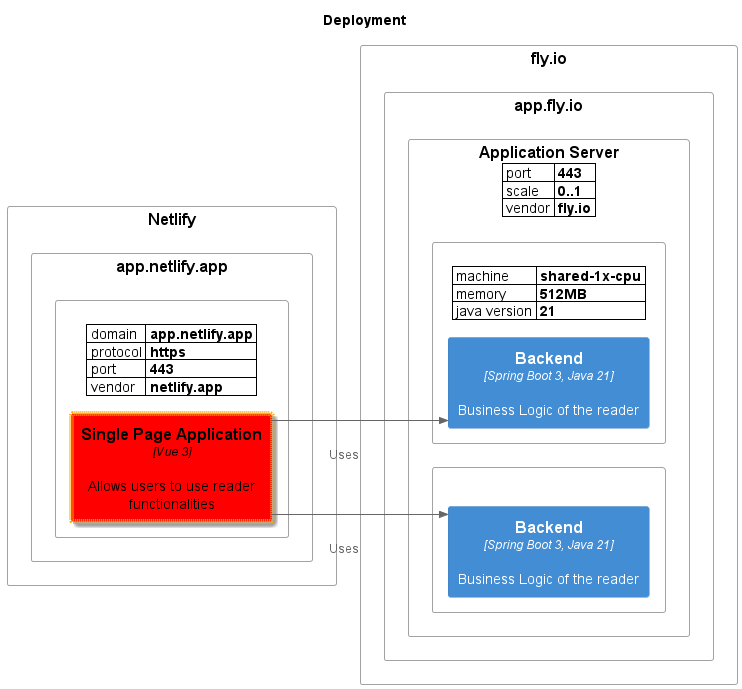 Deployment
Netlify
app.netlify.app
domain app.netlify.app
protocol https
port 443
vendor netlify.app
Single Page Application
[Vue 3]
Allows users to use reader
functionalities
Uses
Uses
fly.io
app.fly.io
Application Server
port 443
scale 0..1
vendor fly.io
machine shared-1x-cpu
memory 512MB
java version 21
Backend
[Spring Boot 3, Java 21]
Business Logic of the reader
Backend
[Spring Boot 3, Java 21]
Business Logic of the reader